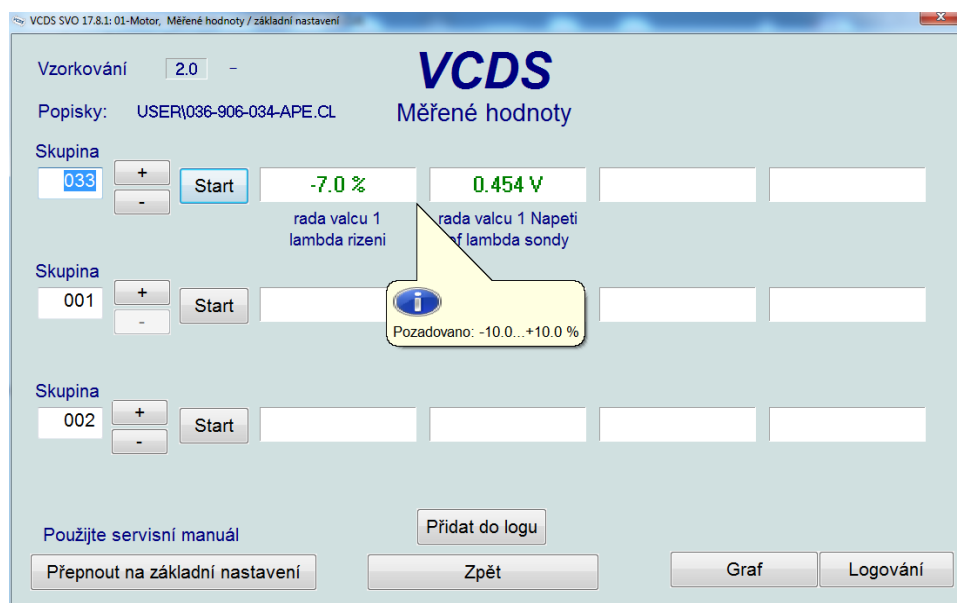 VCDS SVO 17.8.1: 01-Motor, Měřené hodnoty / základní nastavení
Vzorkování 2.0 -
VCDS
Popisky: USER\036-906-034-APE.CL
Měřené hodnoty
Skupina
033
+
-
Start
-7.0 %
0.454 V
rada valcu 1
lambda rizeni
rada valcu 1 Napeti
of lambda sondy
Pozadovano: -10.0...+10.0 %
Skupina
001
+
-
Start
Skupina
002
+
-
Start
Použijte servisní manuál
Přidat do logu
Přepnout na základní nastavení
Zpět
Graf
Logování